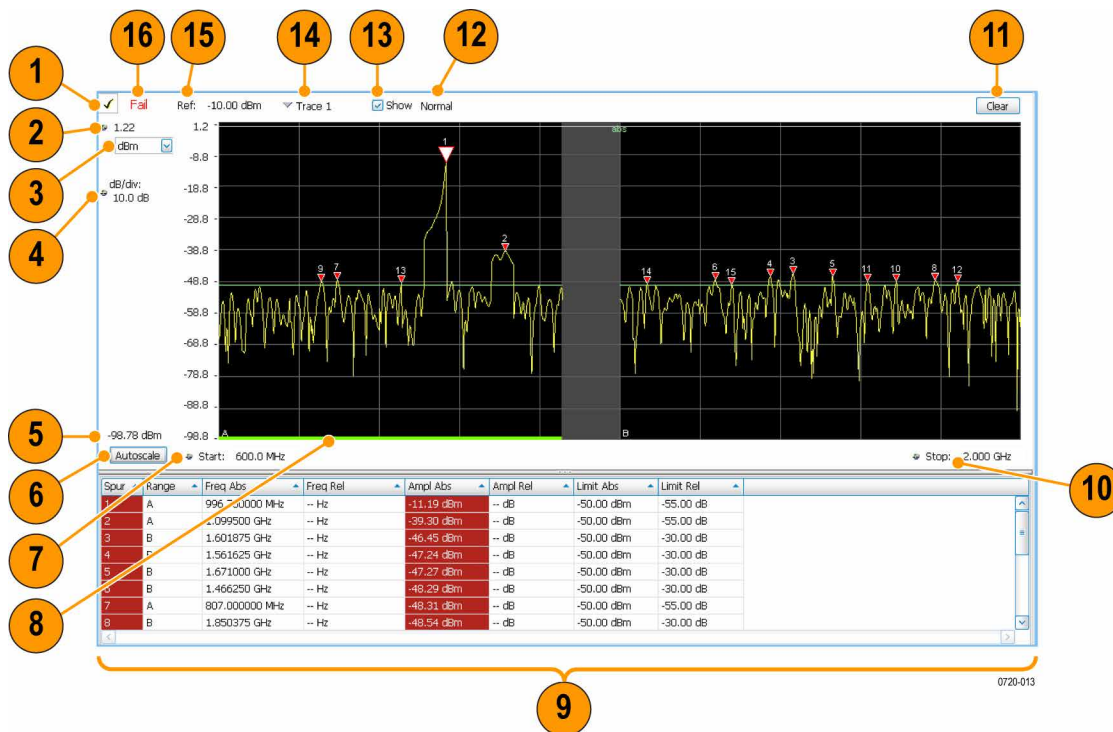 16 15 14 13 12 11
1 Fail Ref: -10.00 dBm Trace 1 Show Normal Clear
2 1.22 1.2 abs
3 dBm -8.8 1
4 dB/div: 10.0 dB -18.8
-28.8
-38.8 2
-48.8 9 7 13 14 6 15 4 3 5 11 10 8 12
-58.8
-68.8
-78.8
-88.8
5 -98.78 dBm -98.8 A B
6 Autoscale Start: 600.0 MHz Stop: 2.000 GHz 10
Spur Range Freq Abs Freq Rel Ampl Abs Ampl Rel Limit Abs Limit Rel
1 A -- Hz -11.19 dBm -- dB -50.00 dBm -55.00 dB
2 A 1.099500 GHz -- Hz -39.30 dBm -- dB -50.00 dBm -55.00 dB
3 B 1.601875 GHz -- Hz -46.45 dBm -- dB -50.00 dBm -30.00 dB
4 1.561625 GHz -- Hz -47.24 dBm -- dB -50.00 dBm -30.00 dB
5 B 1.671000 GHz -- Hz -47.27 dBm -- dB -50.00 dBm -30.00 dB
B 1.466250 GHz -- Hz -48.29 dBm -- dB -50.00 dBm -30.00 dB
7 A 807.000000 MHz -- Hz -48.31 dBm -- dB -50.00 dBm -55.00 dB
8 B 1.850375 GHz -- Hz -48.54 dBm -- dB -50.00 dBm -30.00 dB
7
8
9
0720-013